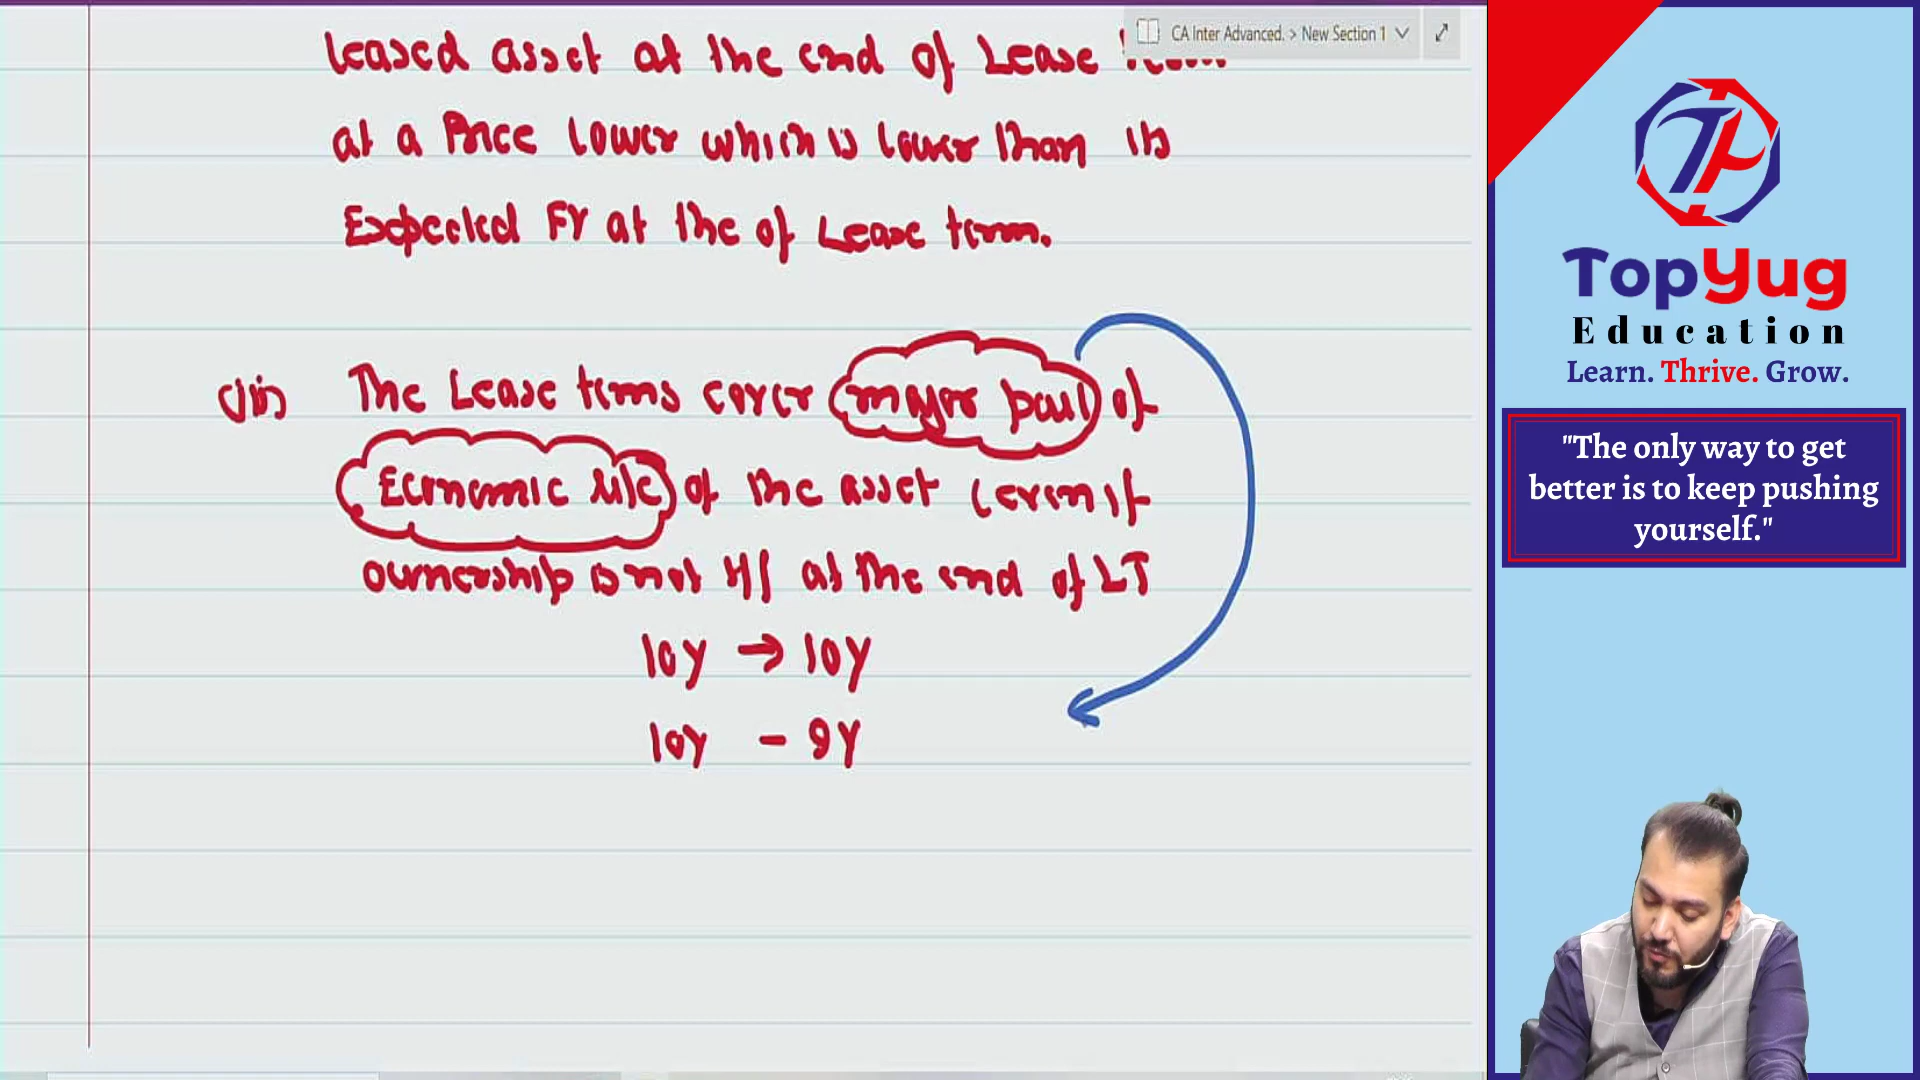 CA Inter Advanced. > New Section 1
leased asset at the end of Lease
at a Price lower which is lower than its
Expected FV at the of Lease term.
(iii) The Lease terms cover major part of
Economic life of the asset (even if
ownership is not t/f at the end of LT
10y → 10y
10y - 9y
TopYug
Education
Learn. Thrive. Grow.
"The only way to get
better is to keep pushing
yourself."